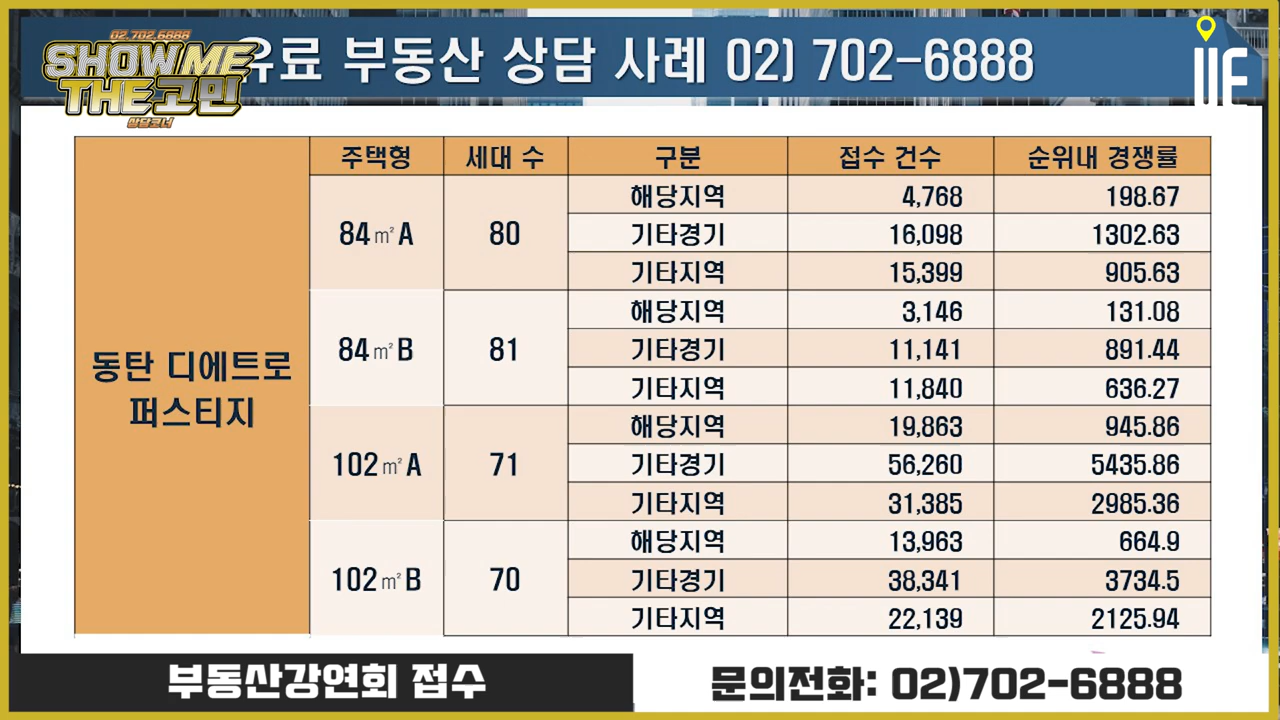 02.702.6888
SHOW ME
THE 고민
상담코너
유료 부동산 상담 사례 02) 702-6888
주택형 세대 수 구분 접수 건수 순위내 경쟁률
동탄 디에트로
퍼스티지
84㎡A 80 해당지역 4,768 198.67
기타경기 16,098 1302.63
기타지역 15,399 905.63
84㎡B 81 해당지역 3,146 131.08
기타경기 11,141 891.44
기타지역 11,840 636.27
102㎡A 71 해당지역 19,863 945.86
기타경기 56,260 5435.86
기타지역 31,385 2985.36
102㎡B 70 해당지역 13,963 664.9
기타경기 38,341 3734.5
기타지역 22,139 2125.94
부동산강연회 접수
문의전화: 02)702-6888